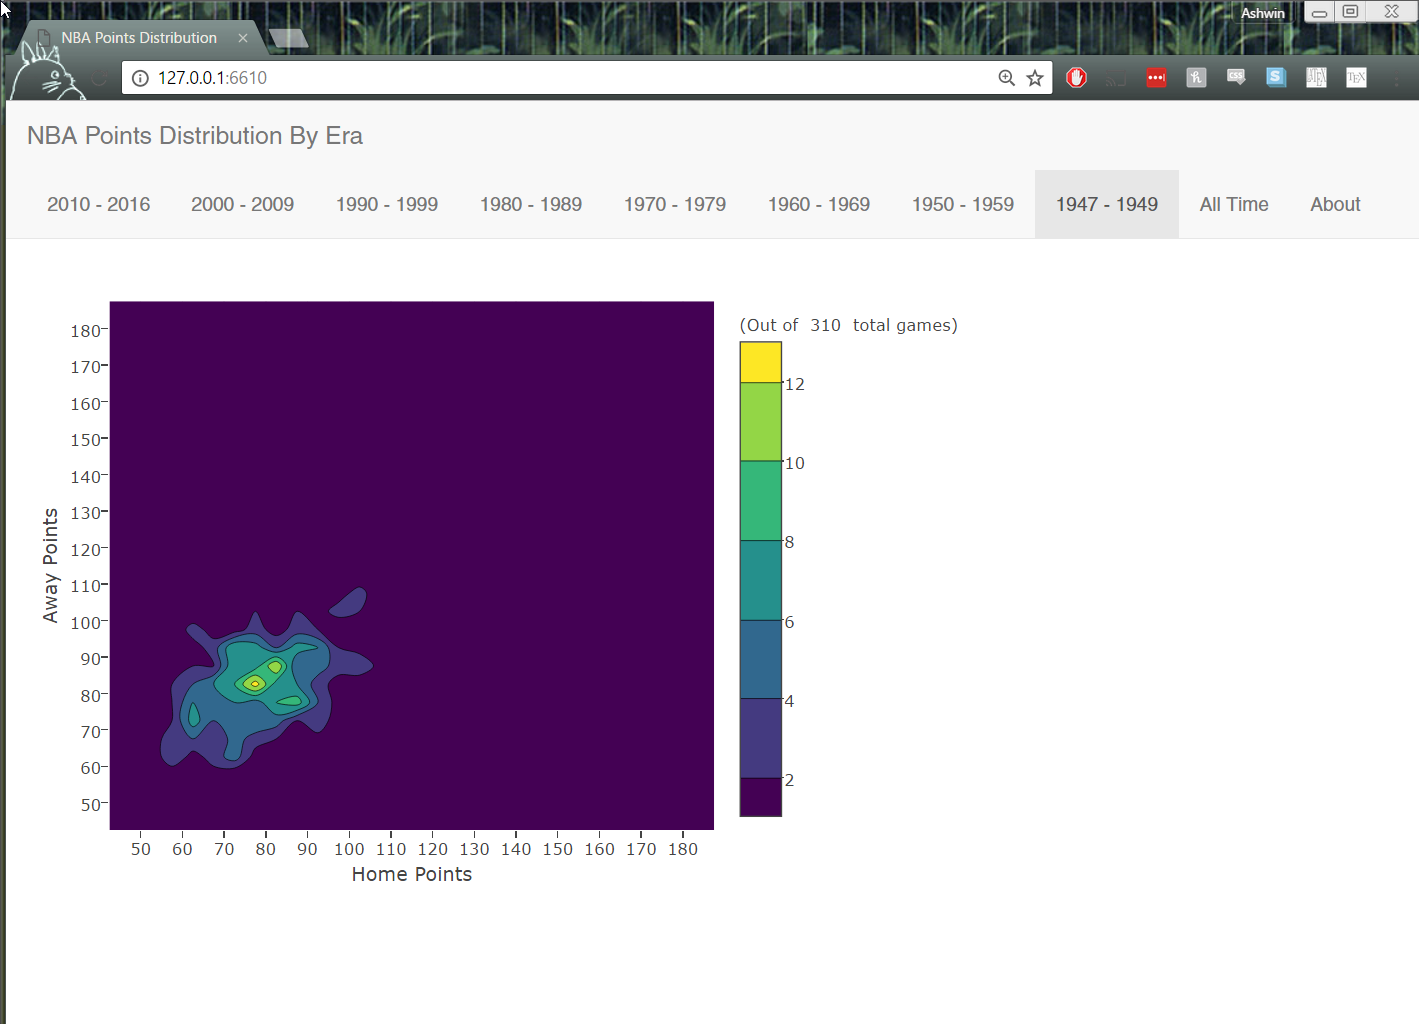 Ashwin
NBA Points Distribution
127.0.0.1:6610
css
S
TEX
NBA Points Distribution By Era
2010 - 2016 2000 - 2009 1990 - 1999 1980 - 1989 1970 - 1979 1960 - 1969 1950 - 1959 1947 - 1949 All Time About
(Out of 310 total games)
180
170
160
150
140
130
120
110
100
90
80
70
60
50
Away Points
12
10
8
6
4
2
50 60 70 80 90 100 110 120 130 140 150 160 170 180
Home Points